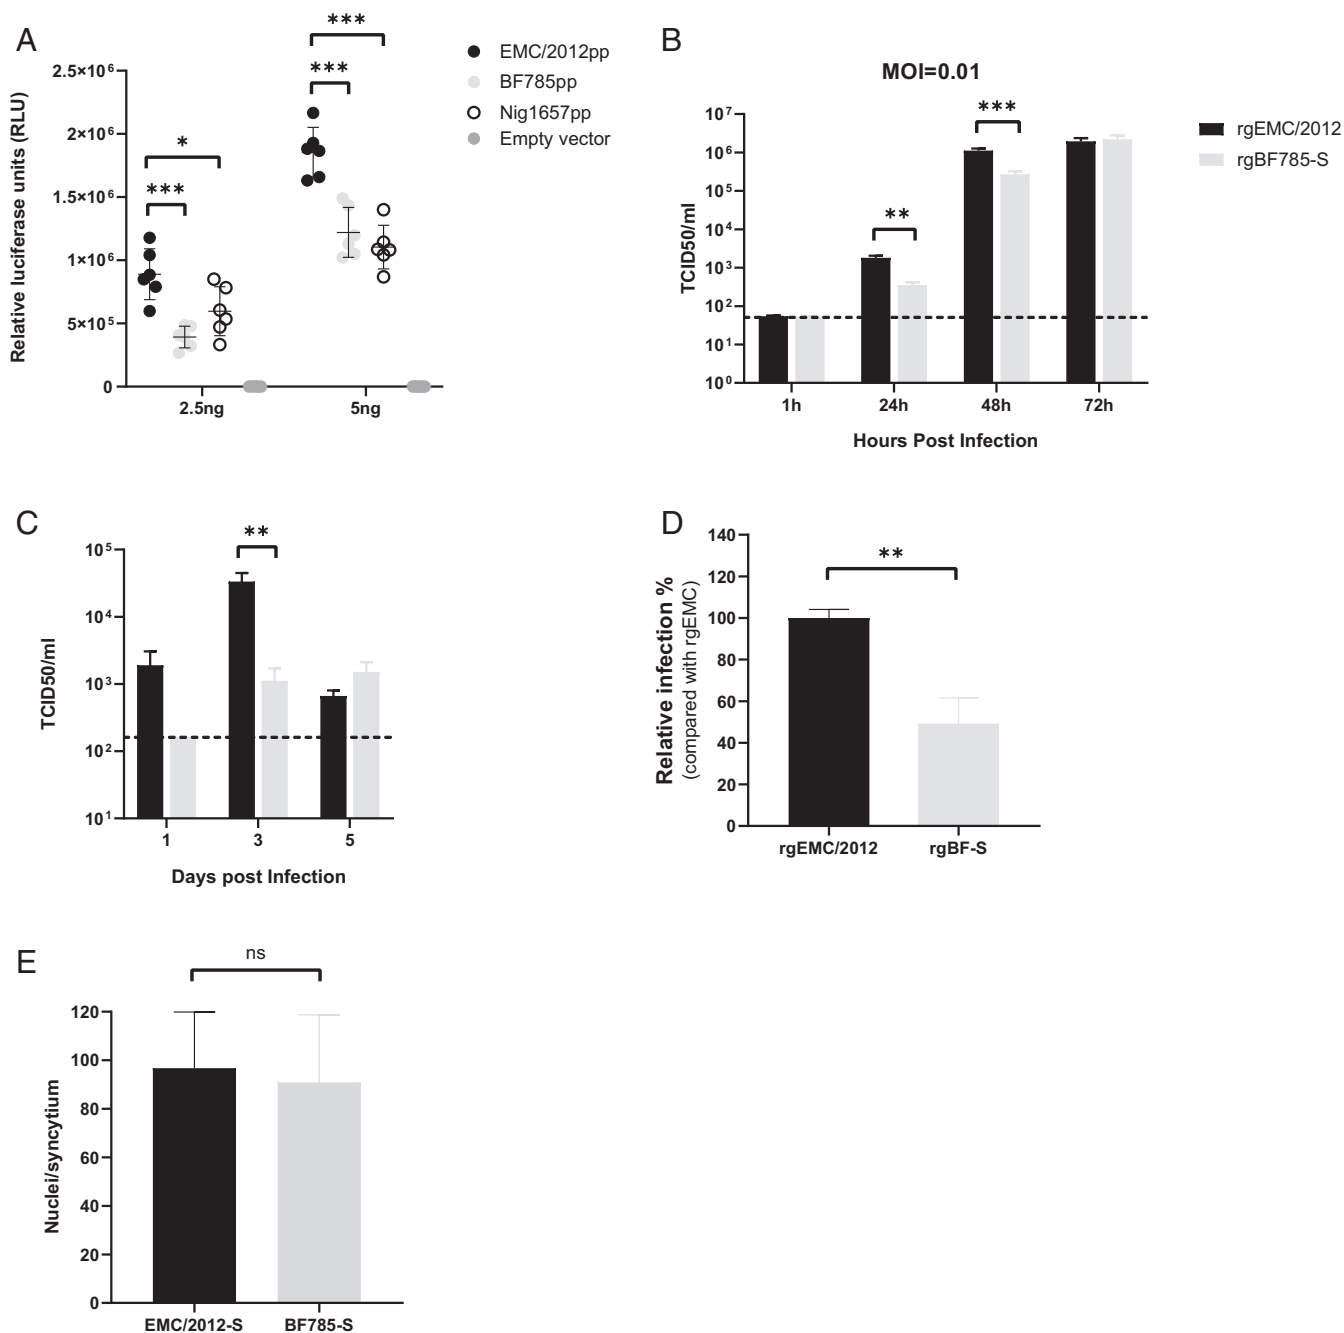 A
***
***
*
***
Relative luciferase units (RLU)
2.5×10⁶
2×10⁶
1.5×10⁶
1×10⁶
5×10⁵
0
2.5ng
5ng
EMC/2012pp
BF785pp
Nig1657pp
Empty vector
B
MOI=0.01
***
**
TCID50/ml
10⁷
10⁶
10⁵
10⁴
10³
10²
10¹
10⁰
1h
24h
48h
72h
Hours Post Infection
rgEMC/2012
rgBF785-S
C
**
TCID50/ml
10⁵
10⁴
10³
10²
10¹
1
3
5
Days post Infection
D
**
Relative infection %
(compared with rgEMC)
140
120
100
80
60
40
20
0
rgEMC/2012
rgBF-S
E
ns
Nuclei/syncytium
120
100
80
60
40
20
0
EMC/2012-S
BF785-S